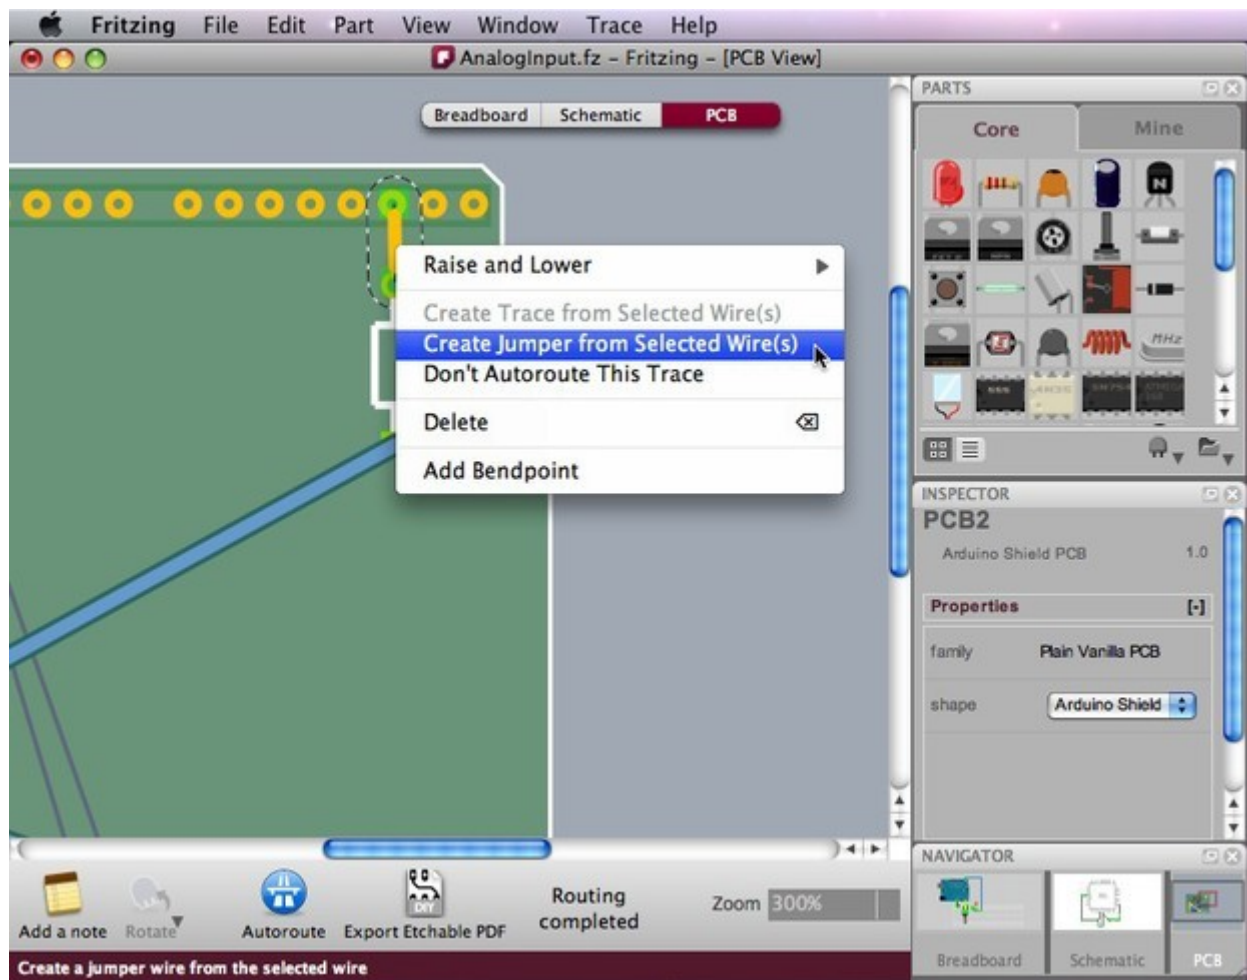 Fritzing File Edit Part View Window Trace Help
AnalogInput.fz – Fritzing – [PCB View]
Breadboard Schematic PCB
Raise and Lower
Create Trace from Selected Wire(s)
Create Jumper from Selected Wire(s)
Don't Autoroute This Trace
Delete
Add Bendpoint
PARTS
Core Mine
N
MHz
555
INSPECTOR
PCB2
Arduino Shield PCB 1.0
Properties [-]
family Plain Vanilla PCB
shape Arduino Shield
NAVIGATOR
Breadboard Schematic PCB
Add a note Rotate Autoroute DIY Export Etchable PDF
Routing
completed
Zoom 300%
Create a jumper wire from the selected wire